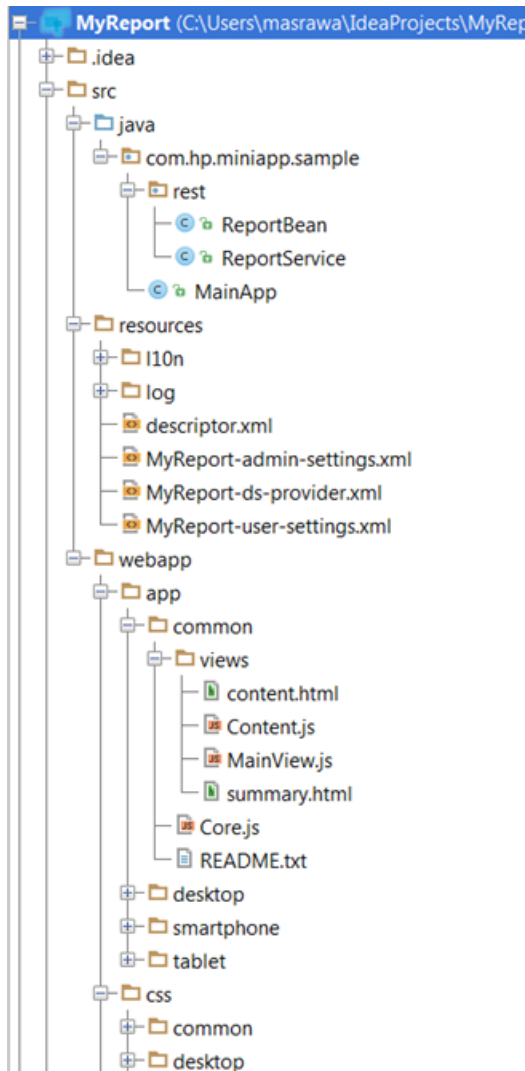 MyReport (C:\Users\masrawa\IdeaProjects\MyRep
.idea
src
java
com.hp.miniapp.sample
rest
ReportBean
ReportService
MainApp
resources
l10n
log
descriptor.xml
MyReport-admin-settings.xml
MyReport-ds-provider.xml
MyReport-user-settings.xml
webapp
app
common
views
content.html
Content.js
MainView.js
summary.html
Core.js
README.txt
desktop
smartphone
tablet
css
common
desktop